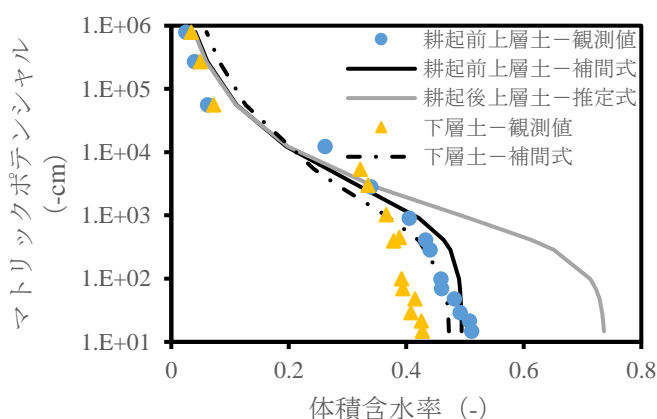 マトリックポテンシャル
(-cm)
1.E+06
1.E+05
1.E+04
1.E+03
1.E+02
1.E+01
0
0.2
0.4
0.6
0.8
体積含水率 (-)
耕起前上層土－観測値
耕起前上層土－補間式
耕起後上層土－推定式
下層土－観測値
下層土－補間式